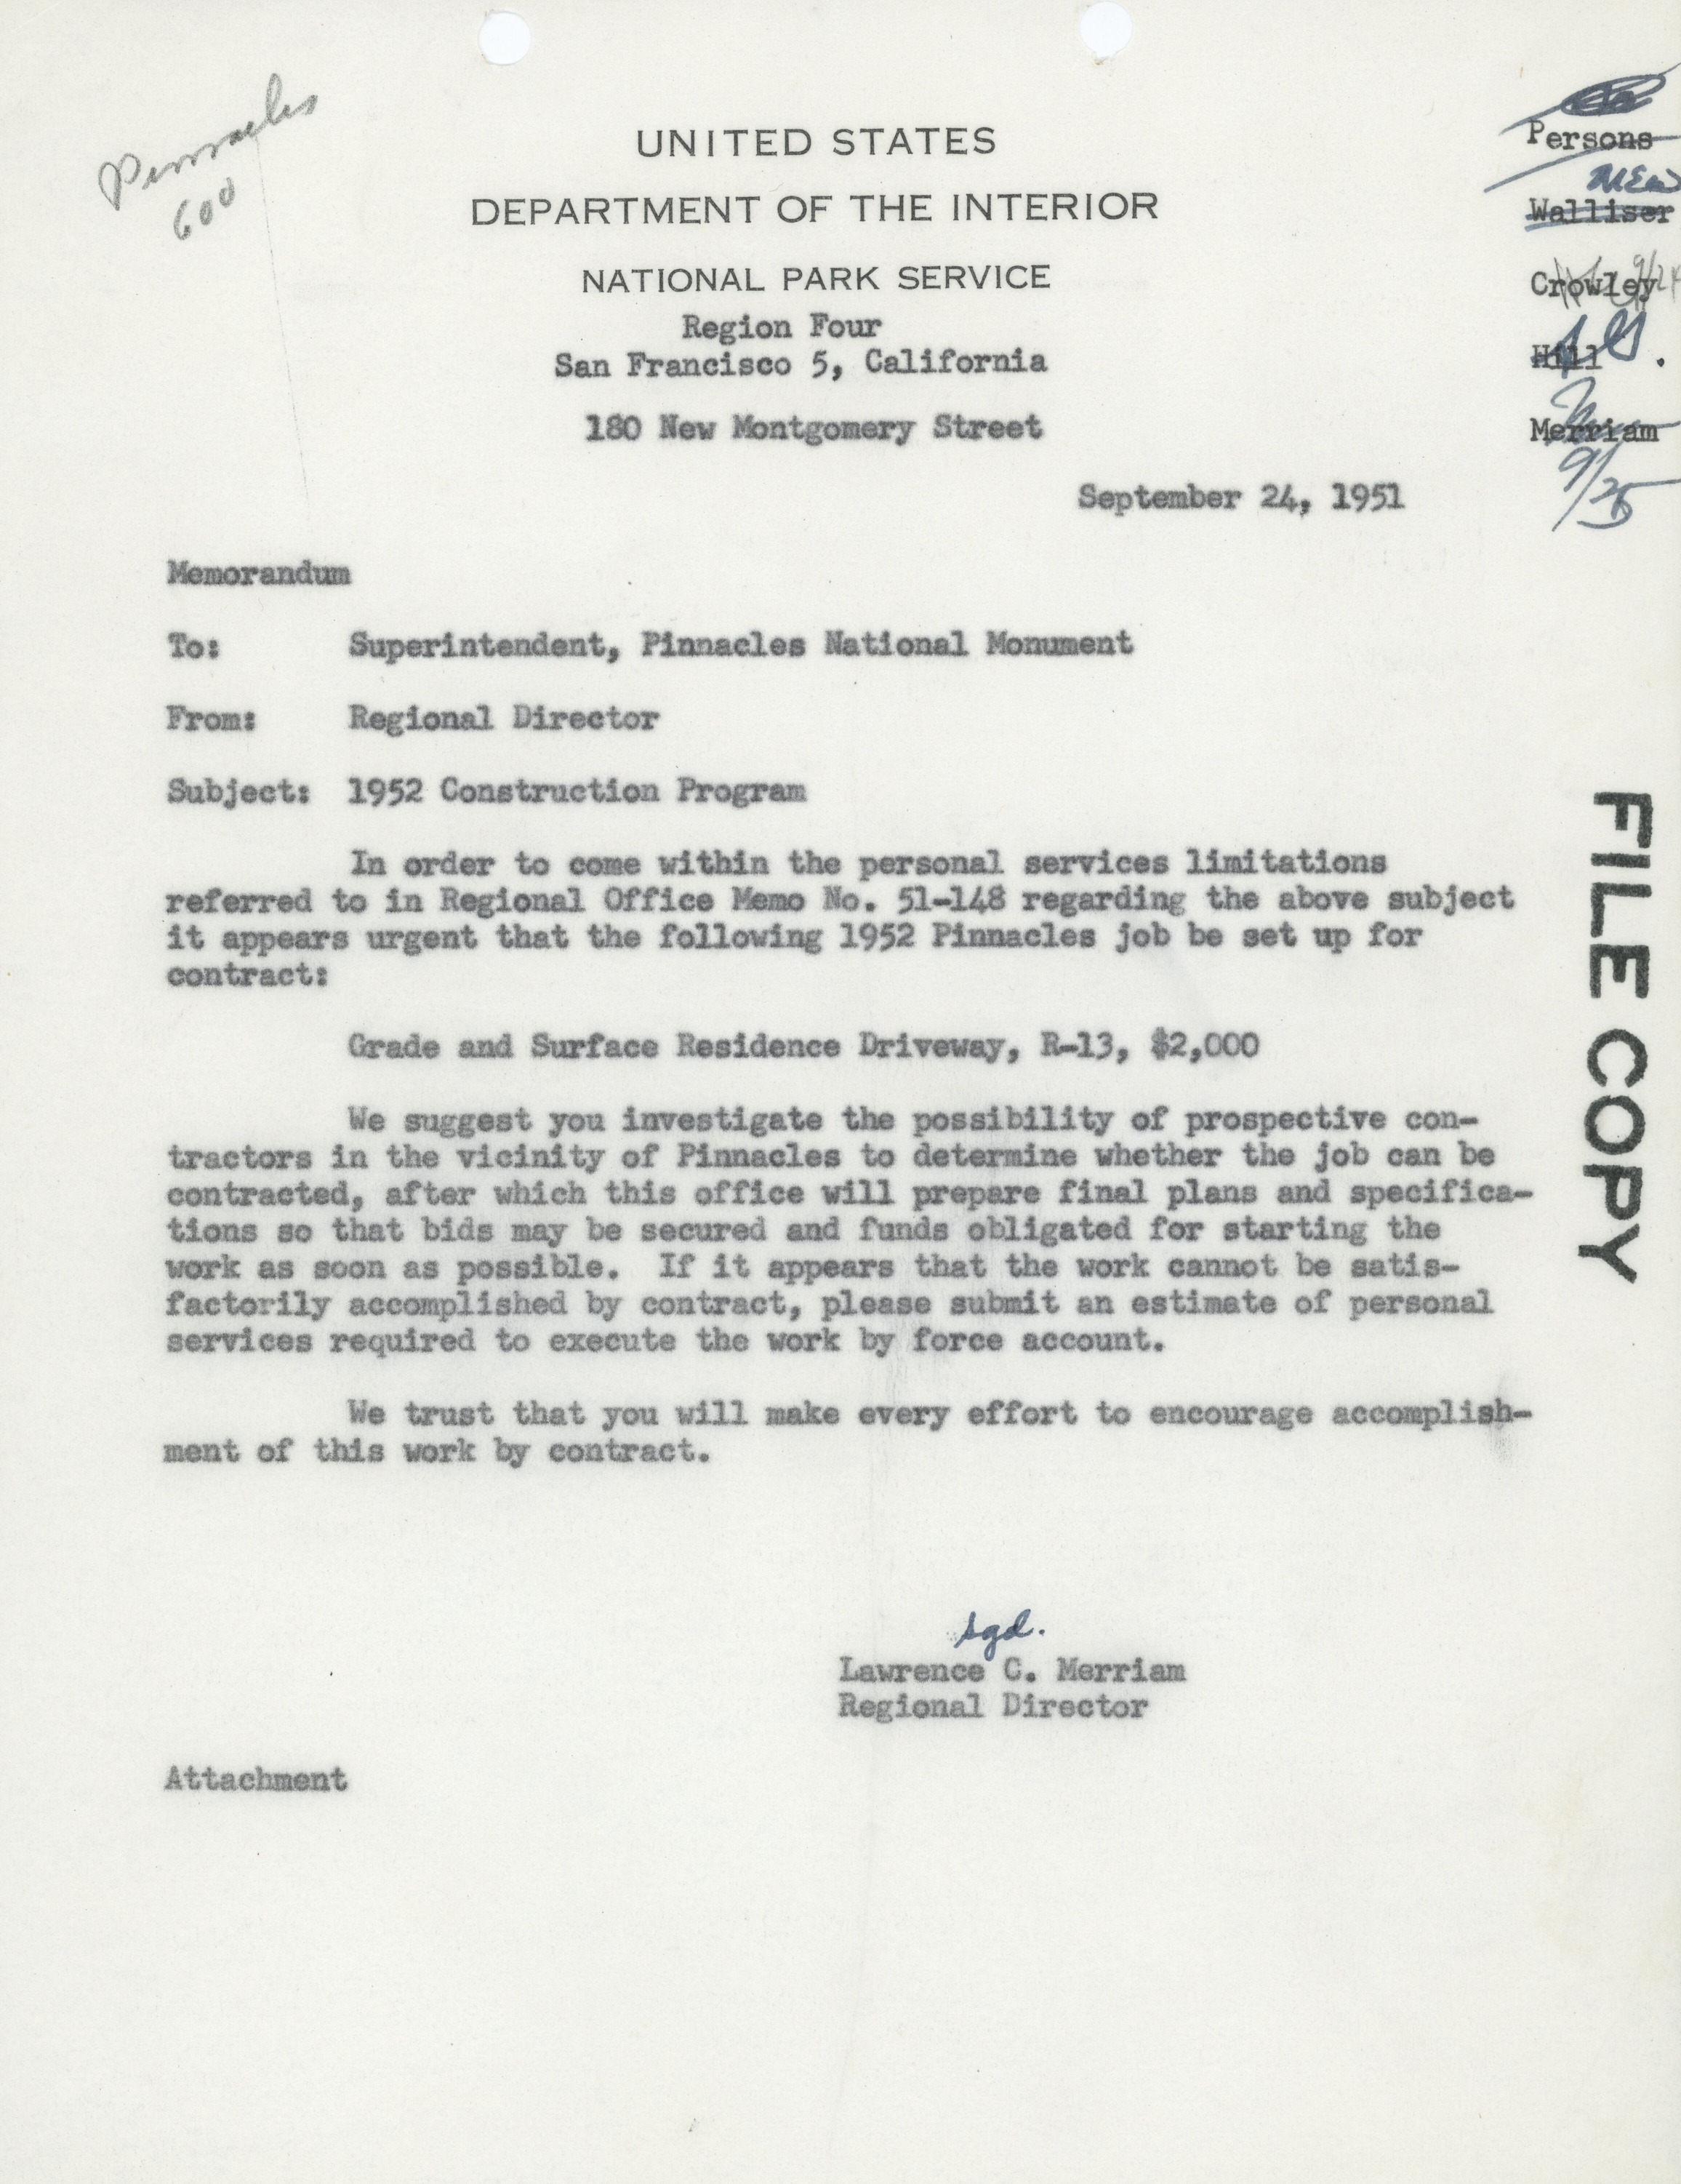 Pinnacles
600
UNITED STATES
DEPARTMENT OF THE INTERIOR
NATIONAL PARK SERVICE
Region Four
San Francisco 5, California
180 New Montgomery Street
Persons
Walliser
Crowley 9/24
Hill
Merriam
9/25
September 24, 1951
Memorandum
To: Superintendent, Pinnacles National Monument
From: Regional Director
Subject: 1952 Construction Program
In order to come within the personal services limitations
referred to in Regional Office Memo No. 51-148 regarding the above subject
it appears urgent that the following 1952 Pinnacles job be set up for
contract:
Grade and Surface Residence Driveway, R-13, $2,000
We suggest you investigate the possibility of prospective con-
tractors in the vicinity of Pinnacles to determine whether the job can be
contracted, after which this office will prepare final plans and specifica-
tions so that bids may be secured and funds obligated for starting the
work as soon as possible. If it appears that the work cannot be satis-
factorily accomplished by contract, please submit an estimate of personal
services required to execute the work by force account.
We trust that you will make every effort to encourage accomplish-
ment of this work by contract.
sgd.
Lawrence C. Merriam
Regional Director
Attachment
FILE COPY